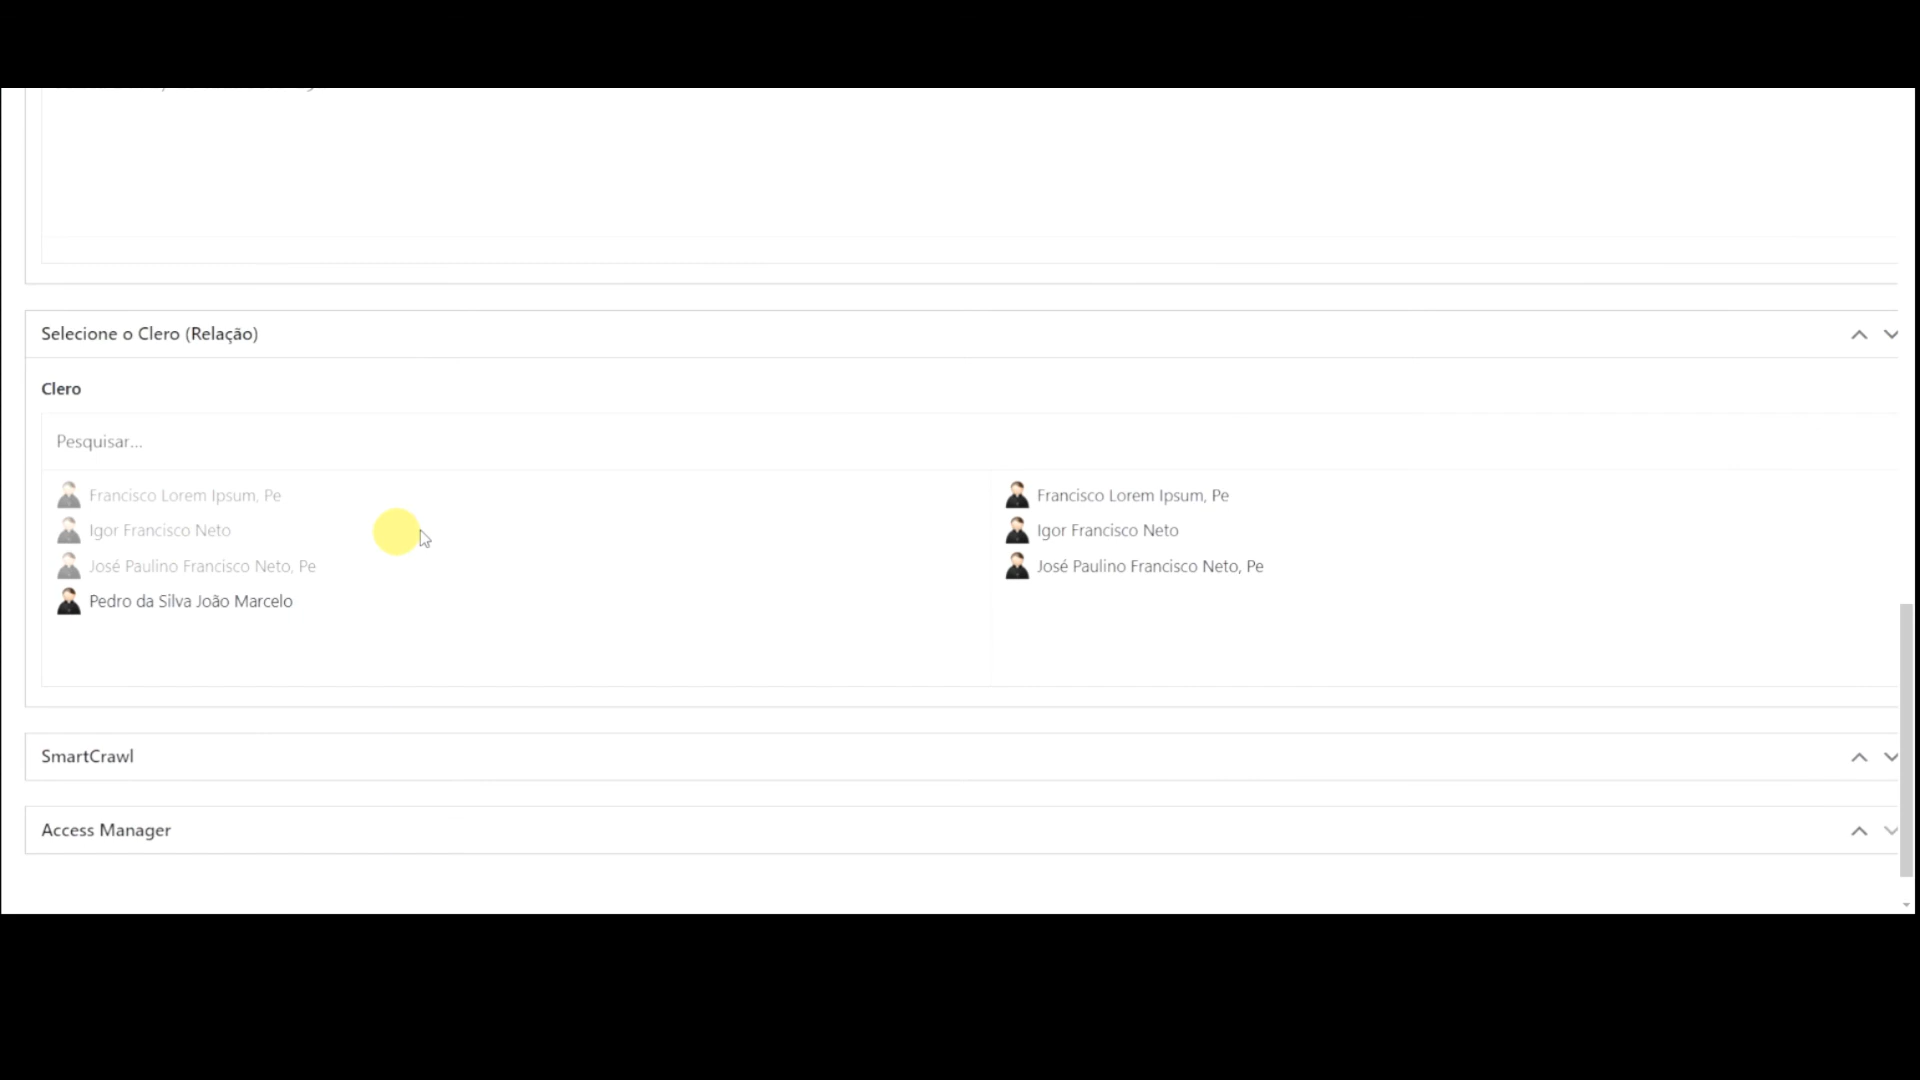 Selecione o Clero (Relação)
Clero
Pesquisar...
Francisco Lorem Ipsum, Pe
Igor Francisco Neto
José Paulino Francisco Neto, Pe
Pedro da Silva João Marcelo
Francisco Lorem Ipsum, Pe
Igor Francisco Neto
José Paulino Francisco Neto, Pe
SmartCrawl
Access Manager